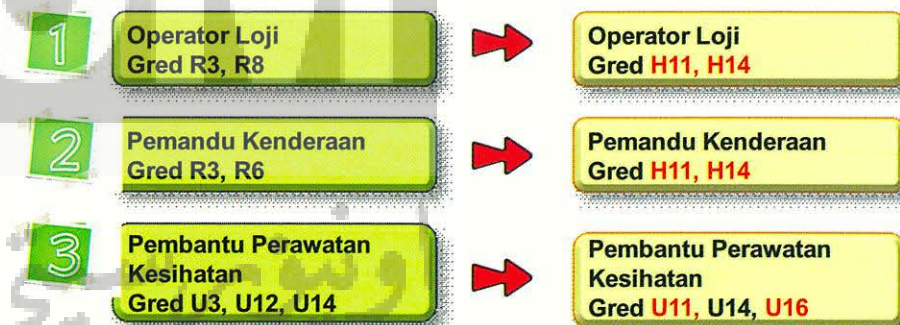 1
Operator Loji
Gred R3, R8
Operator Loji
Gred H11, H14
2
Pemandu Kenderaan
Gred R3, R6
Pemandu Kenderaan
Gred H11, H14
3
Pembantu Perawatan
Kesihatan
Gred U3, U12, U14
Pembantu Perawatan
Kesihatan
Gred U11, U14, U16